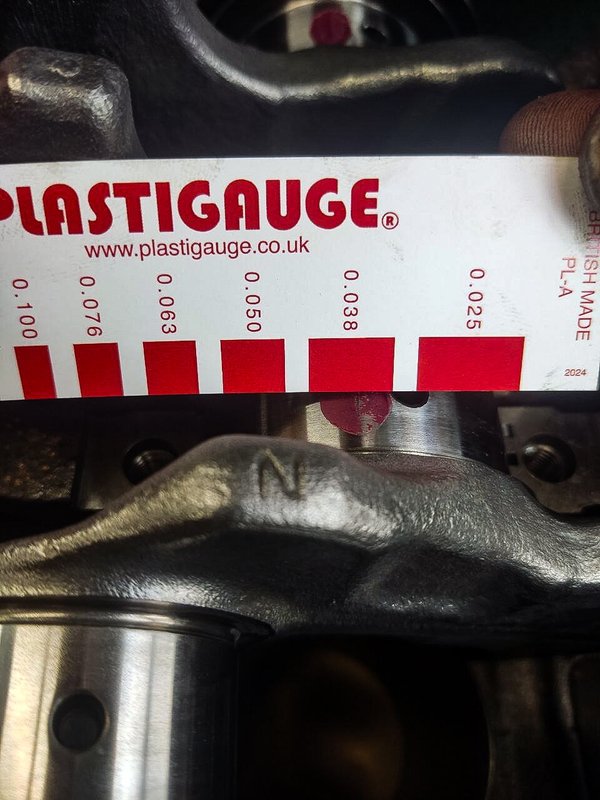 PLASTIGAUGE®
www.plastigauge.co.uk
0.100 0.076 0.063 0.050 0.038 0.025
BRITISH MADE
PL-A
2024
N